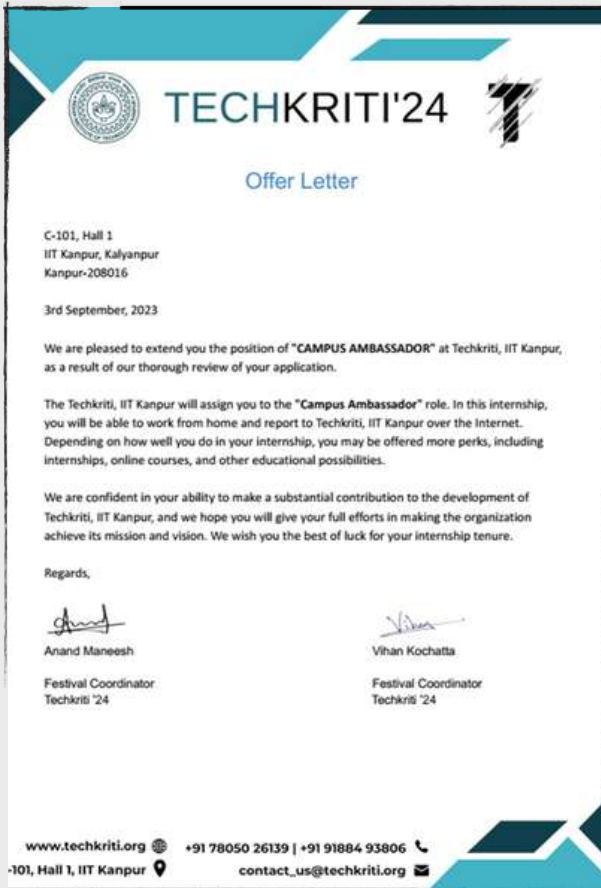 TECHKRITI'24
Offer Letter
C-101, Hall 1
IIT Kanpur, Kalyanpur
Kanpur-208016
3rd September, 2023
We are pleased to extend you the position of "CAMPUS AMBASSADOR" at Techkriti, IIT Kanpur,
as a result of our thorough review of your application.
The Techkriti, IIT Kanpur will assign you to the "Campus Ambassador" role. In this internship,
you will be able to work from home and report to Techkriti, IIT Kanpur over the Internet.
Depending on how well you do in your internship, you may be offered more perks, including
internships, online courses, and other educational possibilities.
We are confident in your ability to make a substantial contribution to the development of
Techkriti, IIT Kanpur, and we hope you will give your full efforts in making the organization
achieve its mission and vision. We wish you the best of luck for your internship tenure.
Regards,
Anand Maneesh
Vihan Kochatta
Festival Coordinator
Techkriti '24
Festival Coordinator
Techkriti '24
www.techkriti.org +91 78050 26139 | +91 91884 93806
-101, Hall 1, IIT Kanpur contact_us@techkriti.org